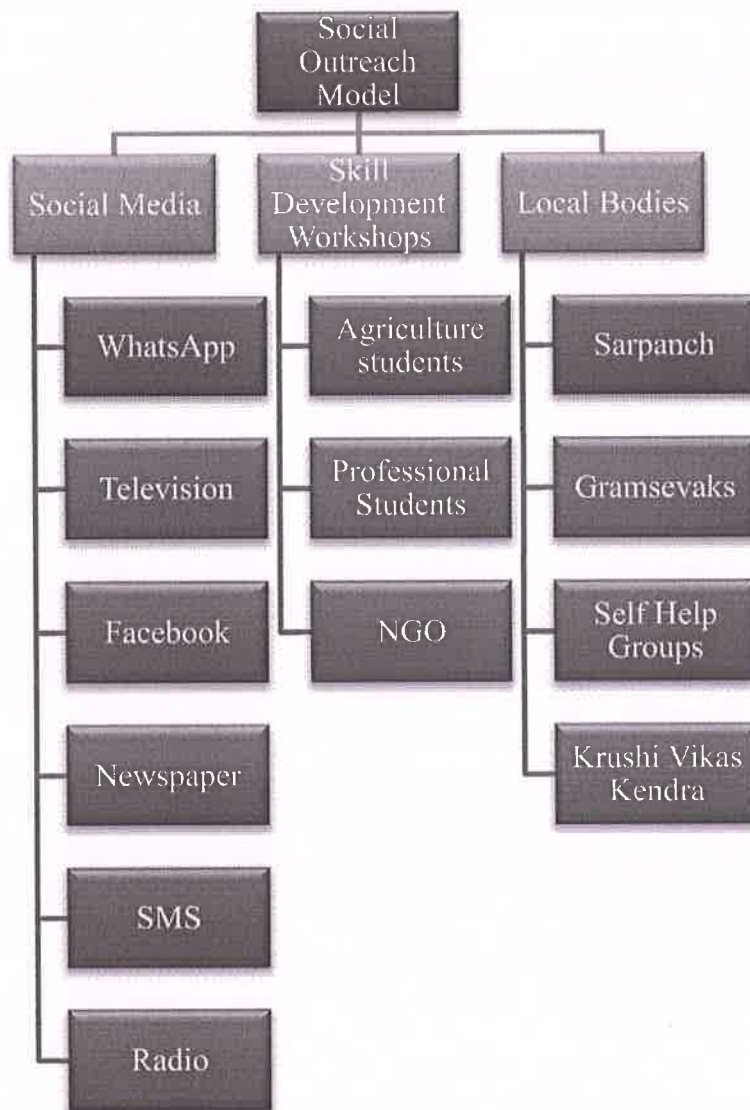 Social
Outreach
Model
Social Media
Skill
Development
Workshops
Local Bodies
WhatsApp
Television
Facebook
Newspaper
SMS
Radio
Agriculture
students
Professional
Students
NGO
Sarpanch
Gramsevaks
Self Help
Groups
Krushi Vikas
Kendra